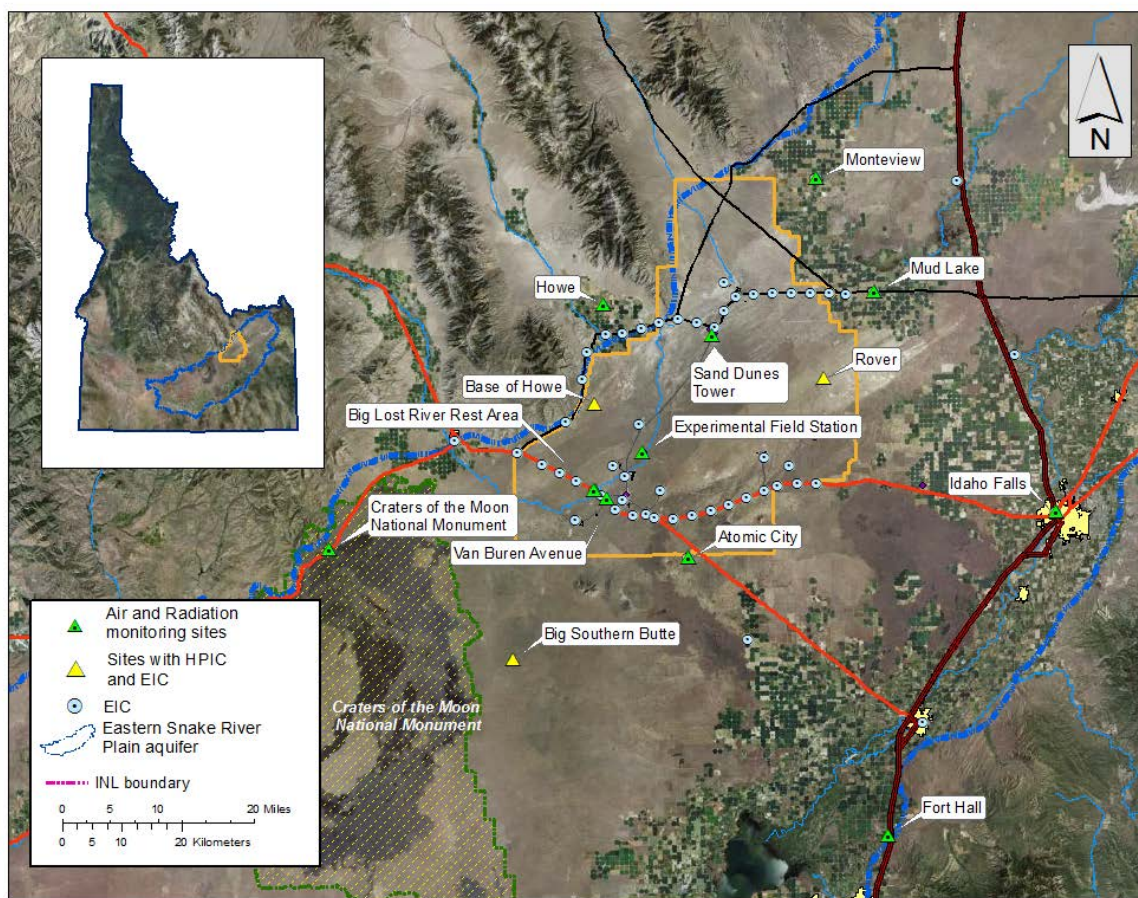 N
Monteview
Mud Lake
Howe
Rover
Sand Dunes
Tower
Base of Howe
Big Lost River Rest Area
Experimental Field Station
Idaho Falls
Craters of the Moon
National Monument
Van Buren Avenue
Atomic City
Big Southern Butte
Craters of the Moon
National Monument
Fort Hall
Air and Radiation
monitoring sites
Sites with HPIC
and EIC
EIC
Eastern Snake River
Plain aquifer
INL boundary
0 5 10 20 Miles
0 5 10 20 Kilometers